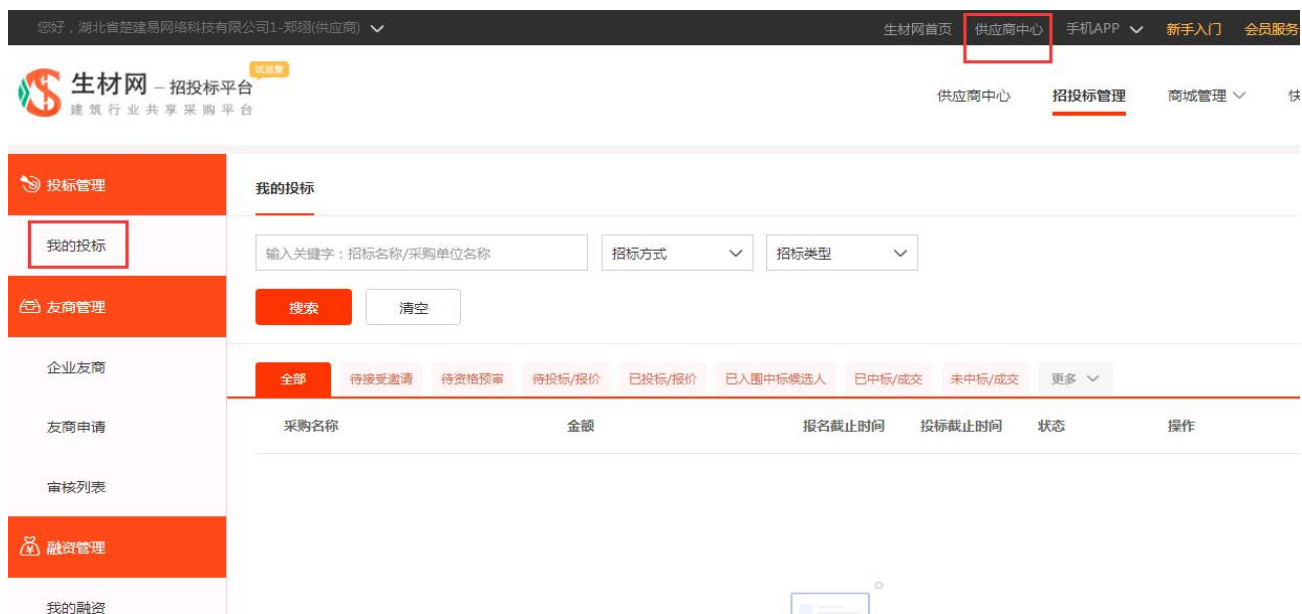 您好，湖北省楚建易网络科技有限公司1-郑翊(供应商)
生材网首页 供应商中心 手机APP 新手入门 会员服务
生材网 – 招投标平台 试运营
建筑行业共享采购平台
供应商中心 招投标管理 商城管理 快
投标管理
我的投标
我的投标
输入关键字：招标名称/采购单位名称 招标方式 招标类型
友商管理
搜索 清空
企业友商
全部 待接受邀请 待资格预审 待投标/报价 已投标/报价 已入围中标候选人 已中标/成交 未中标/成交 更多
采购名称 金额 报名截止时间 投标截止时间 状态 操作
友商申请
审核列表
融资管理
我的融资